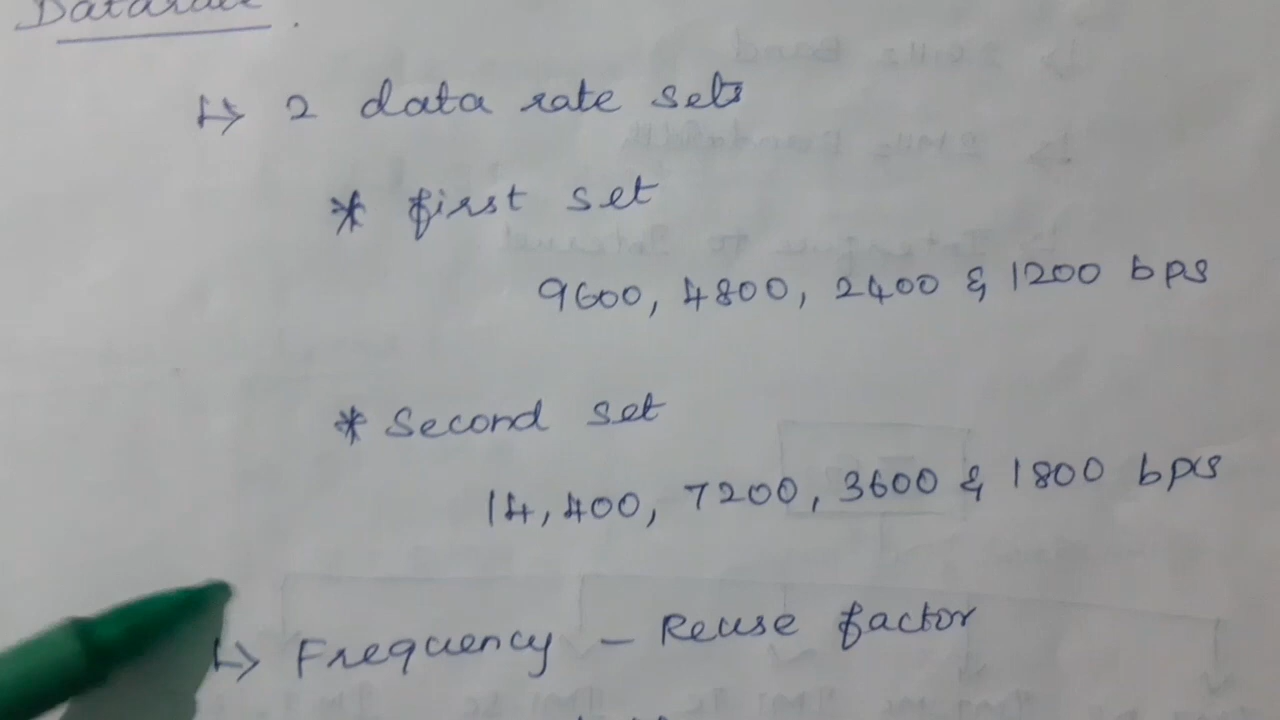 Datarate.
↳ 2 data rate sets
* first set
9600, 4800, 2400 & 1200 bps
* Second set
14,400, 7200, 3600 & 1800 bps
↳ Frequency - Reuse factor